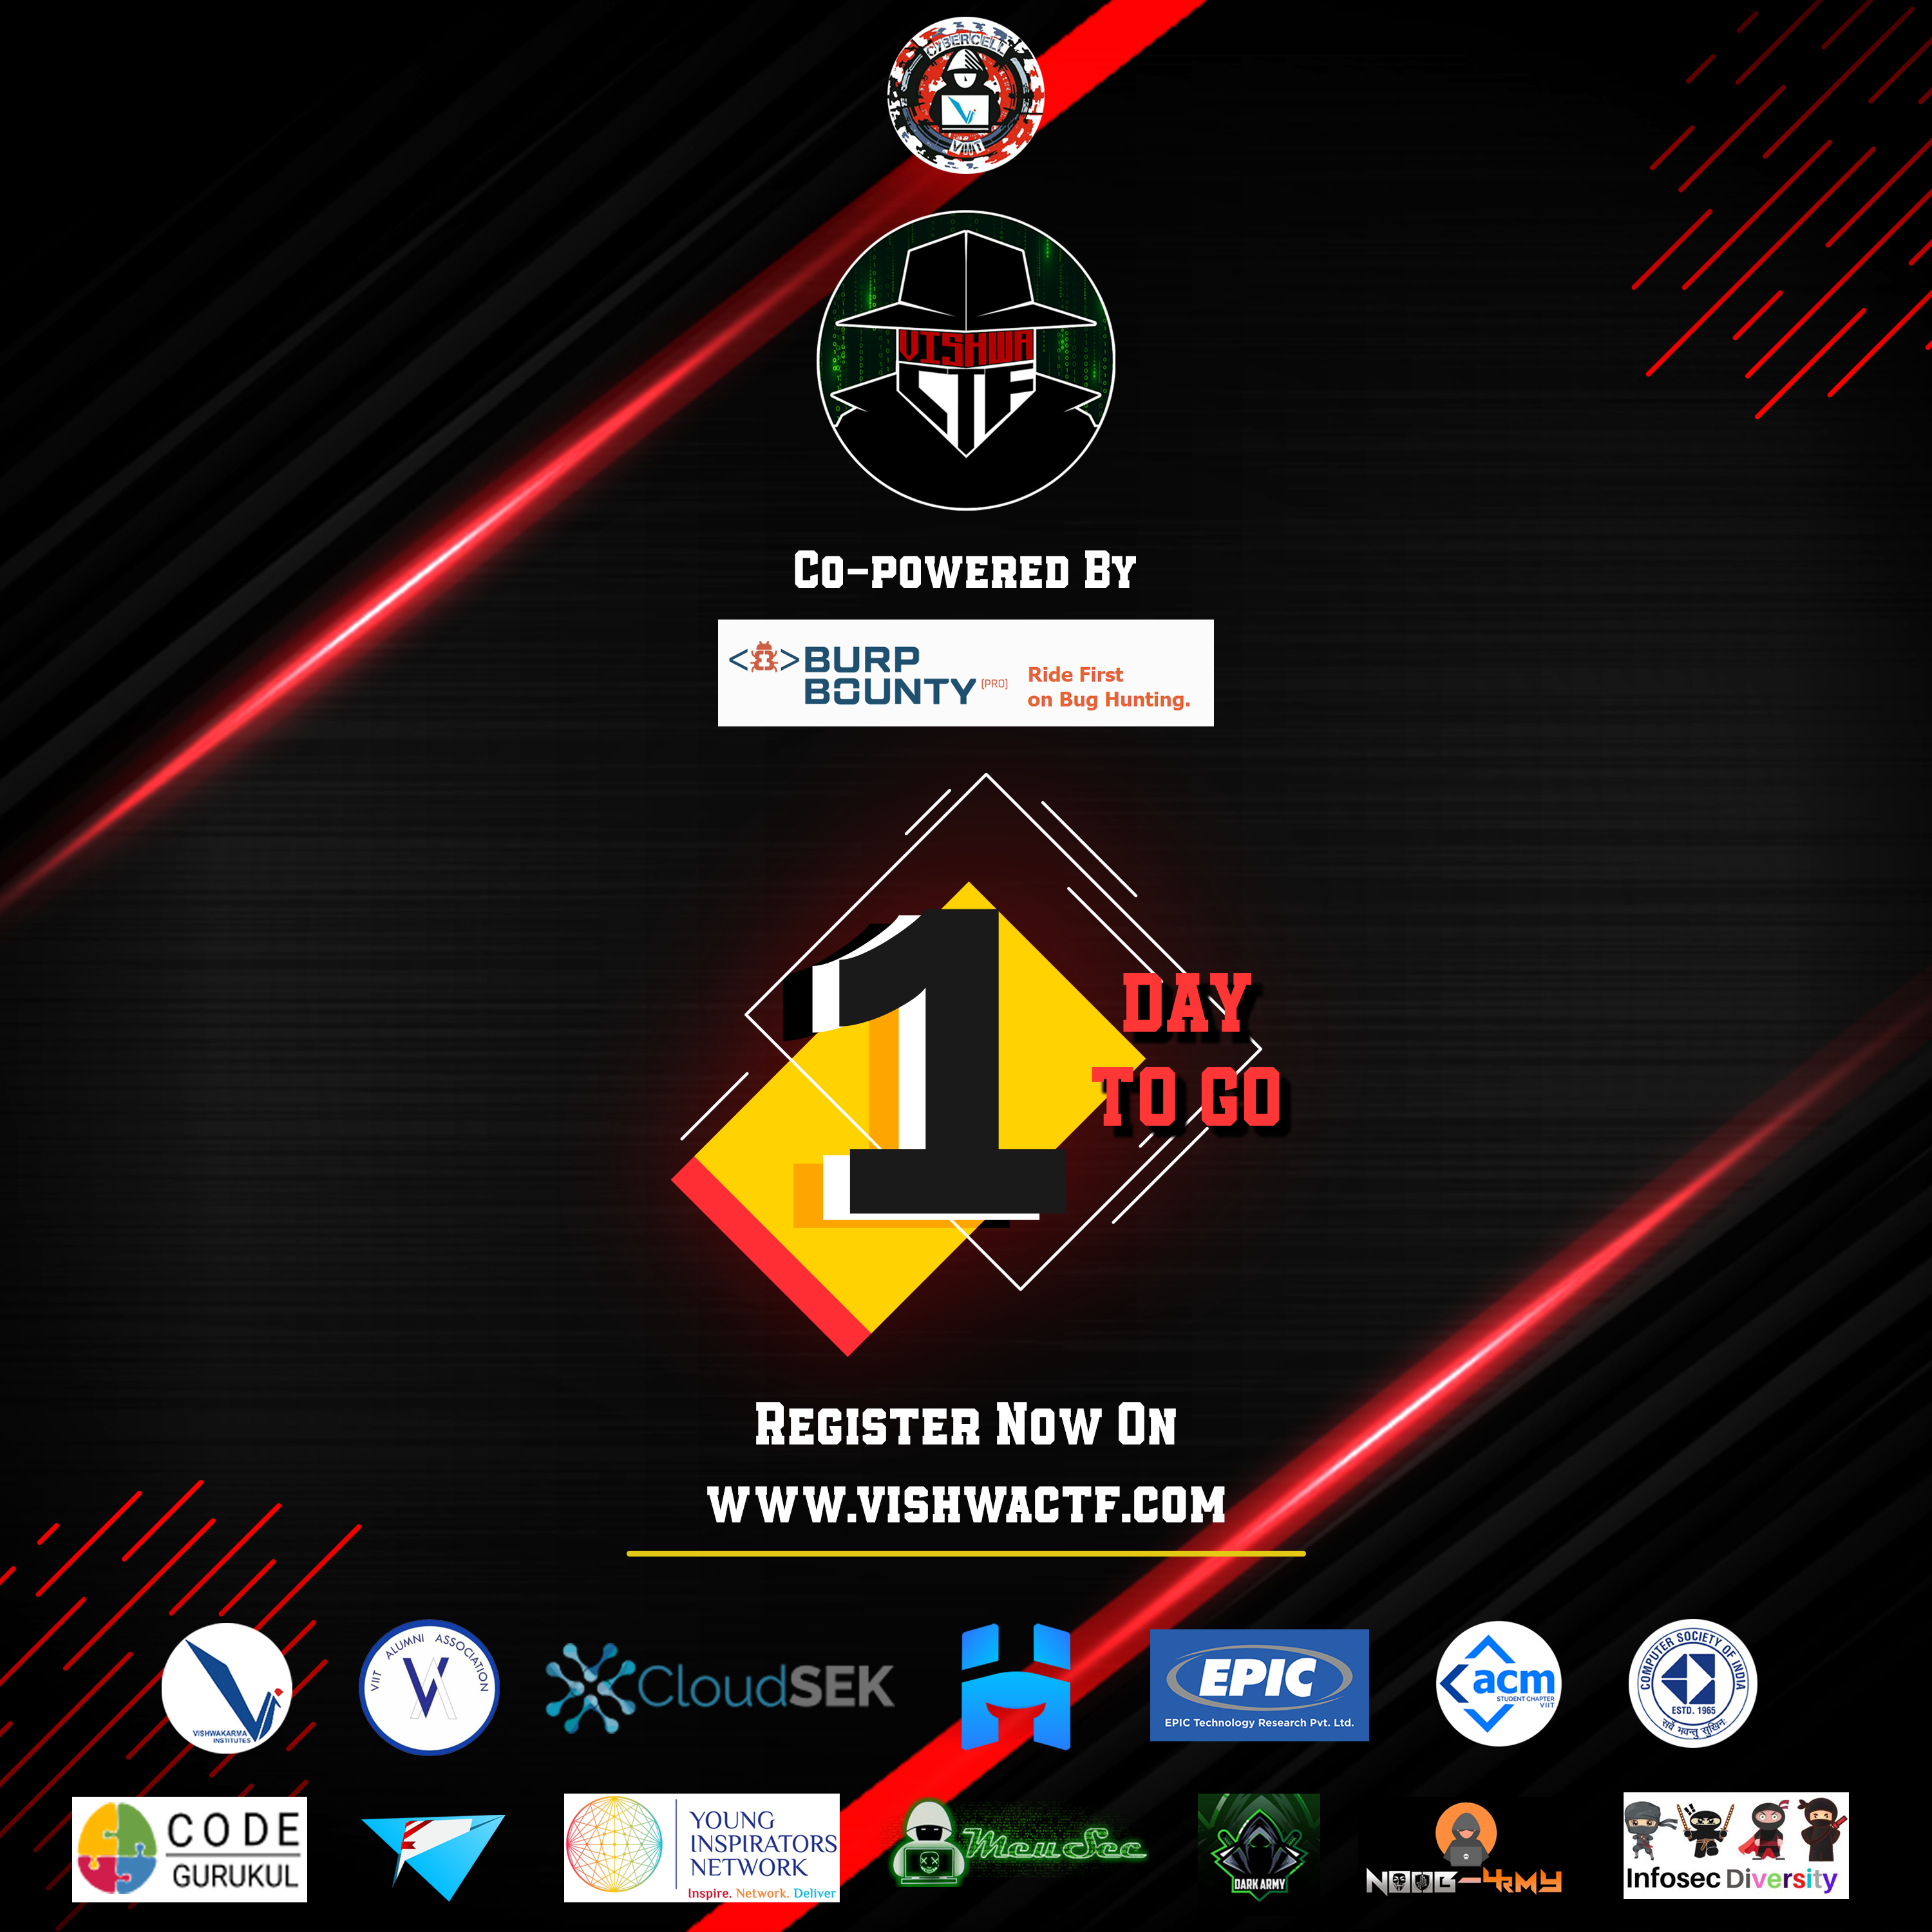 CYBERCELL
VIIT
VISHWA
CTF
Co-powered By
<>BURP
BOUNTY (PRO)
Ride First
on Bug Hunting.
1
DAY
TO GO
Register Now On
www.vishwactf.com
VISHWAKARMA
INSTITUTES
VIIT ALUMNI ASSOCIATION
CloudSEK
EPIC
EPIC Technology Research Pvt. Ltd.
acm
STUDENT CHAPTER
VIIT
COMPUTER SOCIETY OF INDIA
ESTD. 1965
सर्वे भवन्तु सुखिनः
CODE
GURUKUL
YOUNG
INSPIRATORS
NETWORK
Inspire. Network. Deliver
MeuSec
DARK ARMY
N00B-4RMY
Infosec Diversity